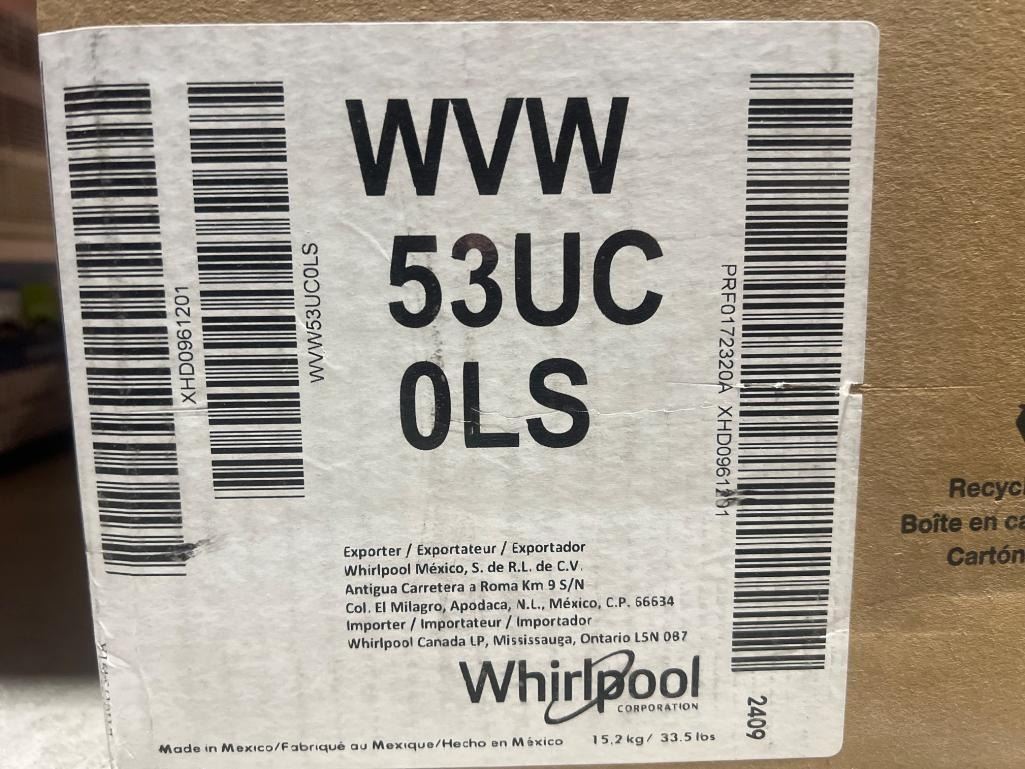 WVW
53UC
0LS
XHD0961201
WVW53UC0LS
PRF0172320A XHD0961201
Exporter / Exportateur / Exportador
Whirlpool México, S. de R.L. de C.V.
Antigua Carretera a Roma Km 9 S/N
Col. El Milagro, Apodaca, N.L., México, C.P. 66634
Importer / Importateur / Importador
Whirlpool Canada LP, Mississauga, Ontario L5N 0B7
Whirlpool
CORPORATION
2409
Made in Mexico/Fabriqué au Mexique/Hecho en México 15,2 kg/ 33.5 lbs
Boîte en
Cartón